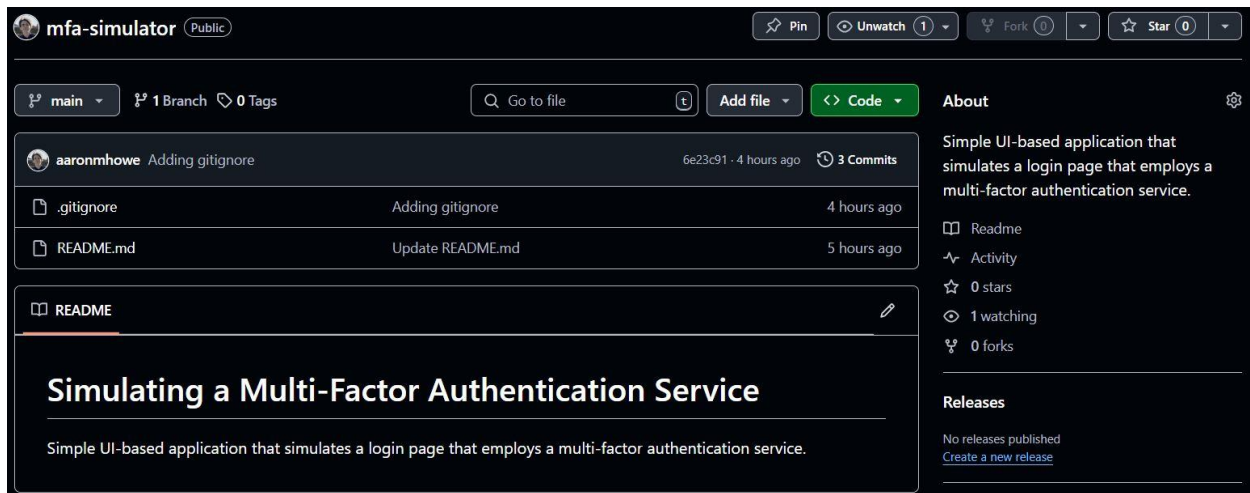 mfa-simulator Public Pin Unwatch 1 Fork 0 Star 0
main 1 Branch 0 Tags Go to file t Add file Code
aaronmhowe Adding gitignore 6e23c91 · 4 hours ago 3 Commits
.gitignore Adding gitignore 4 hours ago
README.md Update README.md 5 hours ago
README
Simulating a Multi-Factor Authentication Service
Simple UI-based application that simulates a login page that employs a multi-factor authentication service.
About
Simple UI-based application that
simulates a login page that employs a
multi-factor authentication service.
Readme
Activity
0 stars
1 watching
0 forks
Releases
No releases published
Create a new release